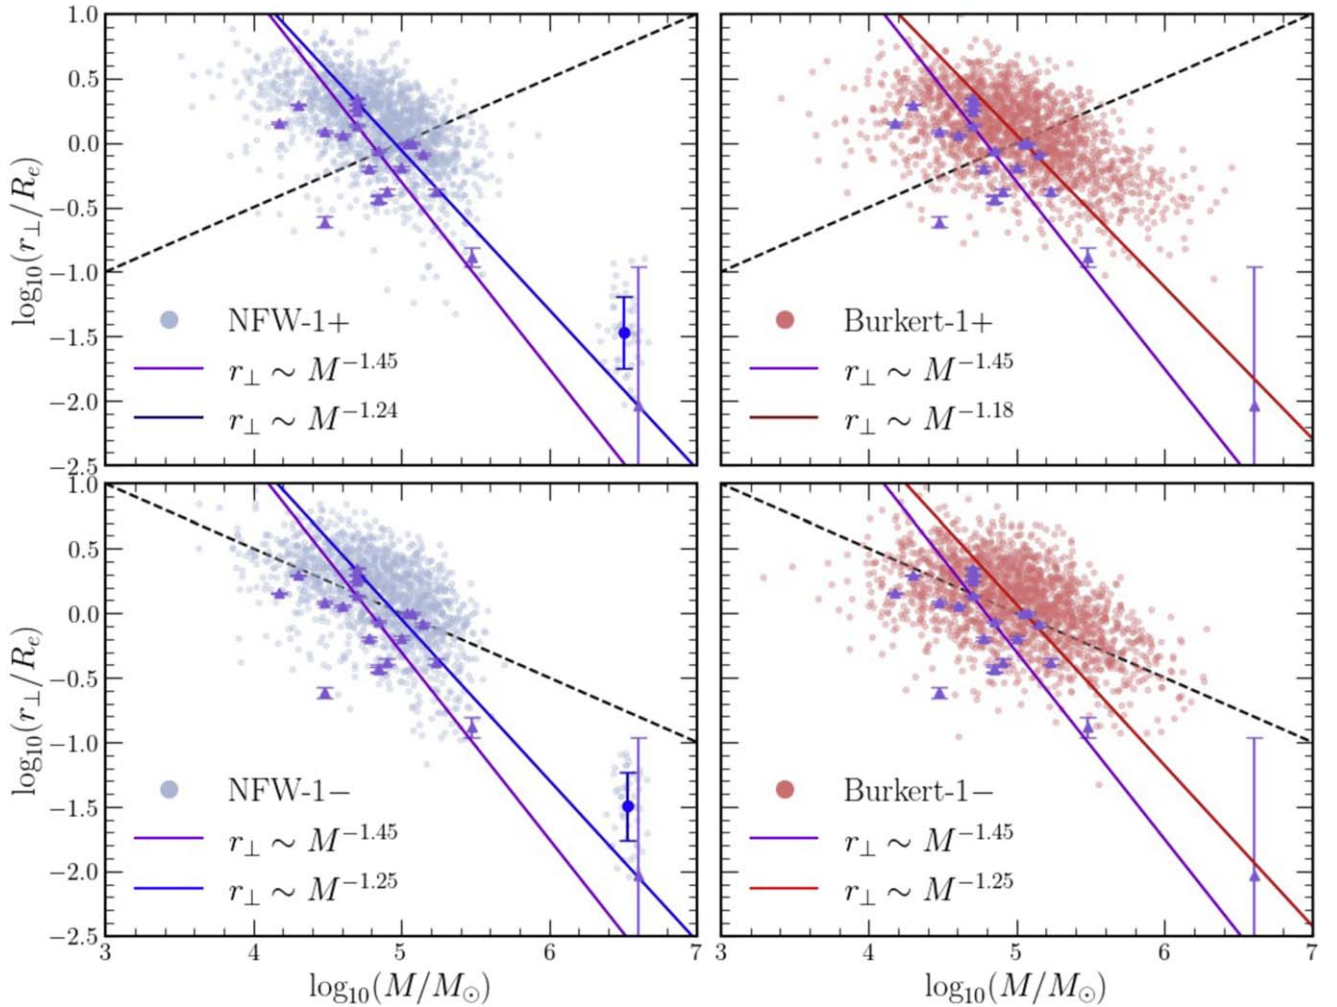 1.0
0.5
0.0
−0.5
−1.0
−1.5
−2.0
−2.5
log₁₀(r⊥/Rₑ)
NFW-1+
r⊥ ∼ M⁻¹·⁴⁵
r⊥ ∼ M⁻¹·²⁴
Burkert-1+
r⊥ ∼ M⁻¹·⁴⁵
r⊥ ∼ M⁻¹·¹⁸
1.0
0.5
0.0
−0.5
−1.0
−1.5
−2.0
−2.5
log₁₀(r⊥/Rₑ)
NFW-1−
r⊥ ∼ M⁻¹·⁴⁵
r⊥ ∼ M⁻¹·²⁵
3 4 5 6 7
log₁₀(M/M⊙)
Burkert-1−
r⊥ ∼ M⁻¹·⁴⁵
r⊥ ∼ M⁻¹·²⁵
3 4 5 6 7
log₁₀(M/M⊙)